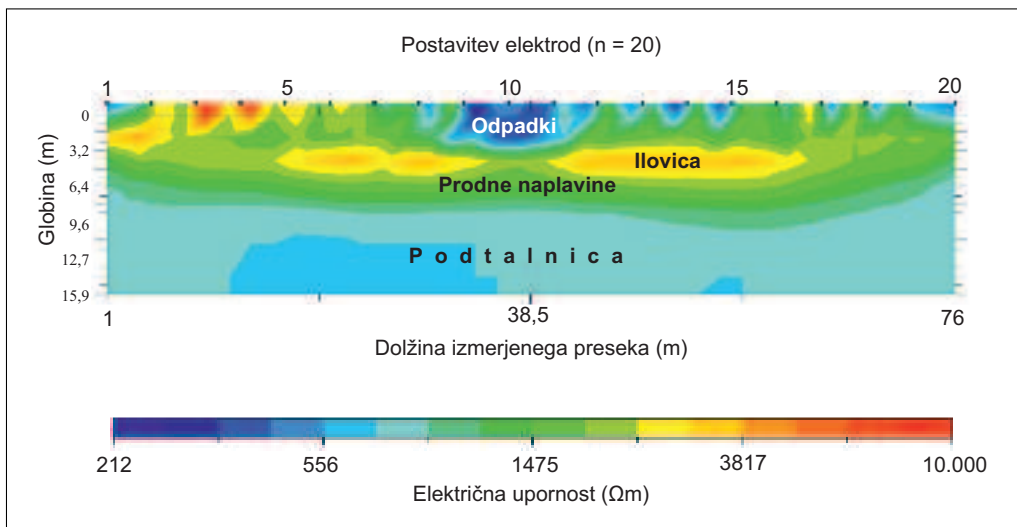 Postavitev elektrod (n = 20)
1 5 10 15 20
Globina (m)
0
3,2
6,4
9,6
12,7
15,9
Odpadki
Ilovica
Prodne naplavine
Podtalnica
1 38,5 76
Dolžina izmerjenega preseka (m)
212 556 1475 3817 10.000
Električna upornost (Ωm)